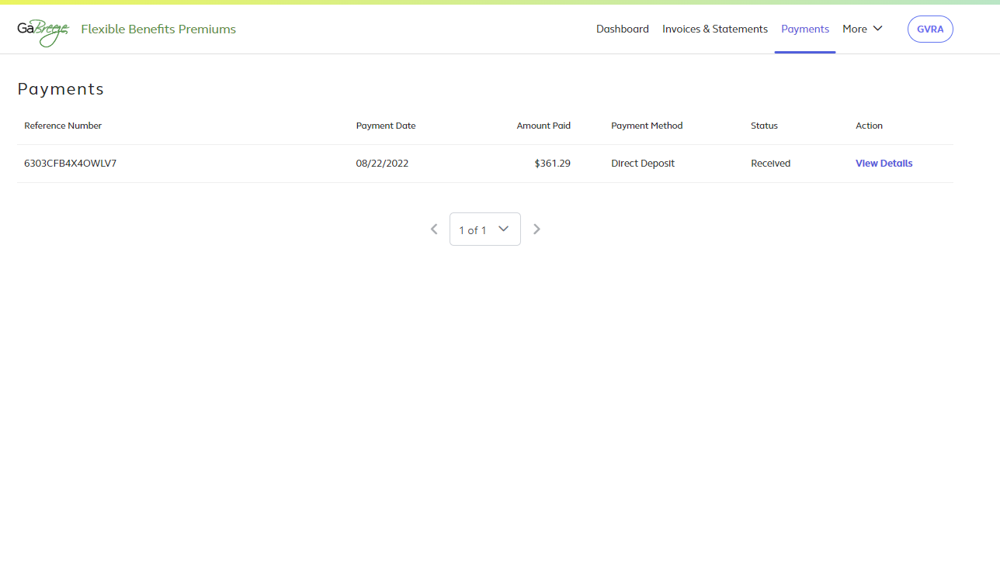 GaBreeze Flexible Benefits Premiums Dashboard Invoices & Statements Payments More GVRA
Payments
Reference Number Payment Date Amount Paid Payment Method Status Action
6303CFB4X4OWLV7 08/22/2022 $361.29 Direct Deposit Received View Details
1 of 1